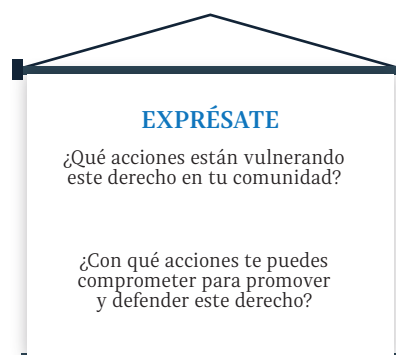 EXPRÉSATE
¿Qué acciones están vulnerando
este derecho en tu comunidad?
¿Con qué acciones te puedes
comprometer para promover
y defender este derecho?